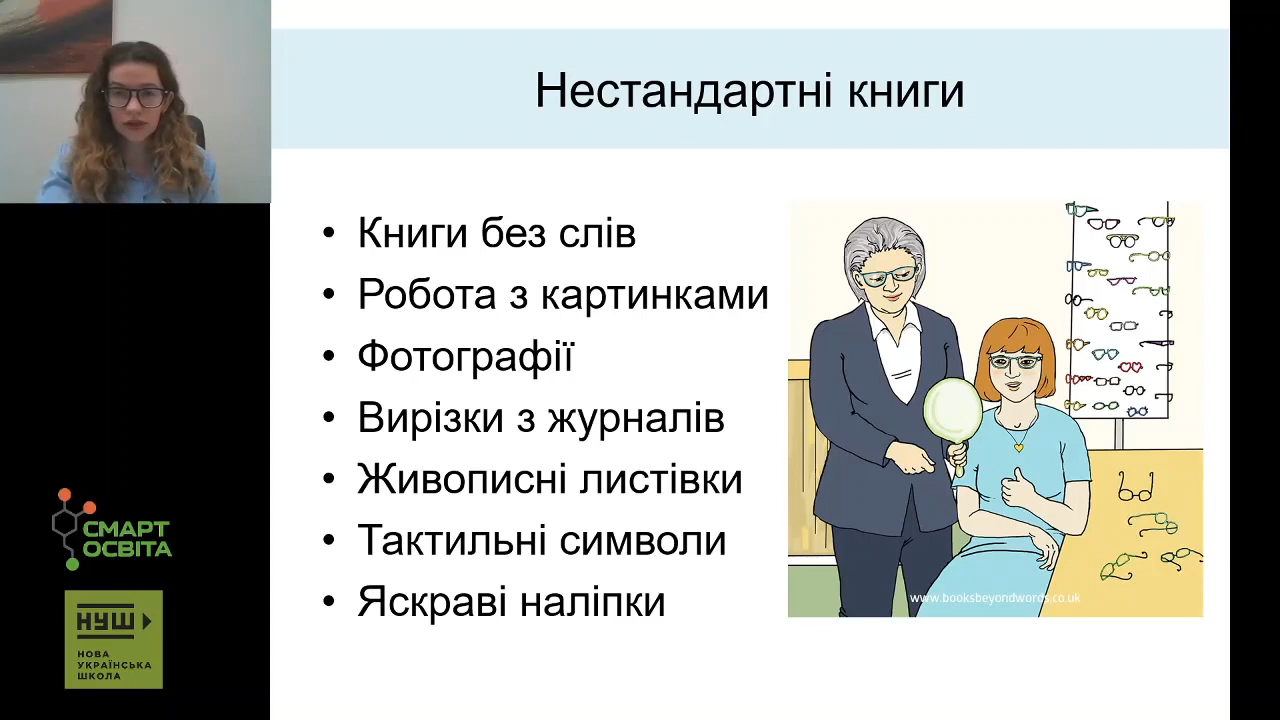 Нестандартні книги
• Книги без слів
• Робота з картинками
• Фотографії
• Вирізки з журналів
• Живописні листівки
• Тактильні символи
• Яскраві наліпки
www.booksbeyondwords.co.uk
СМАРТ
ОСВІТА
НУШ
НОВА
УКРАЇНСЬКА
ШКОЛА